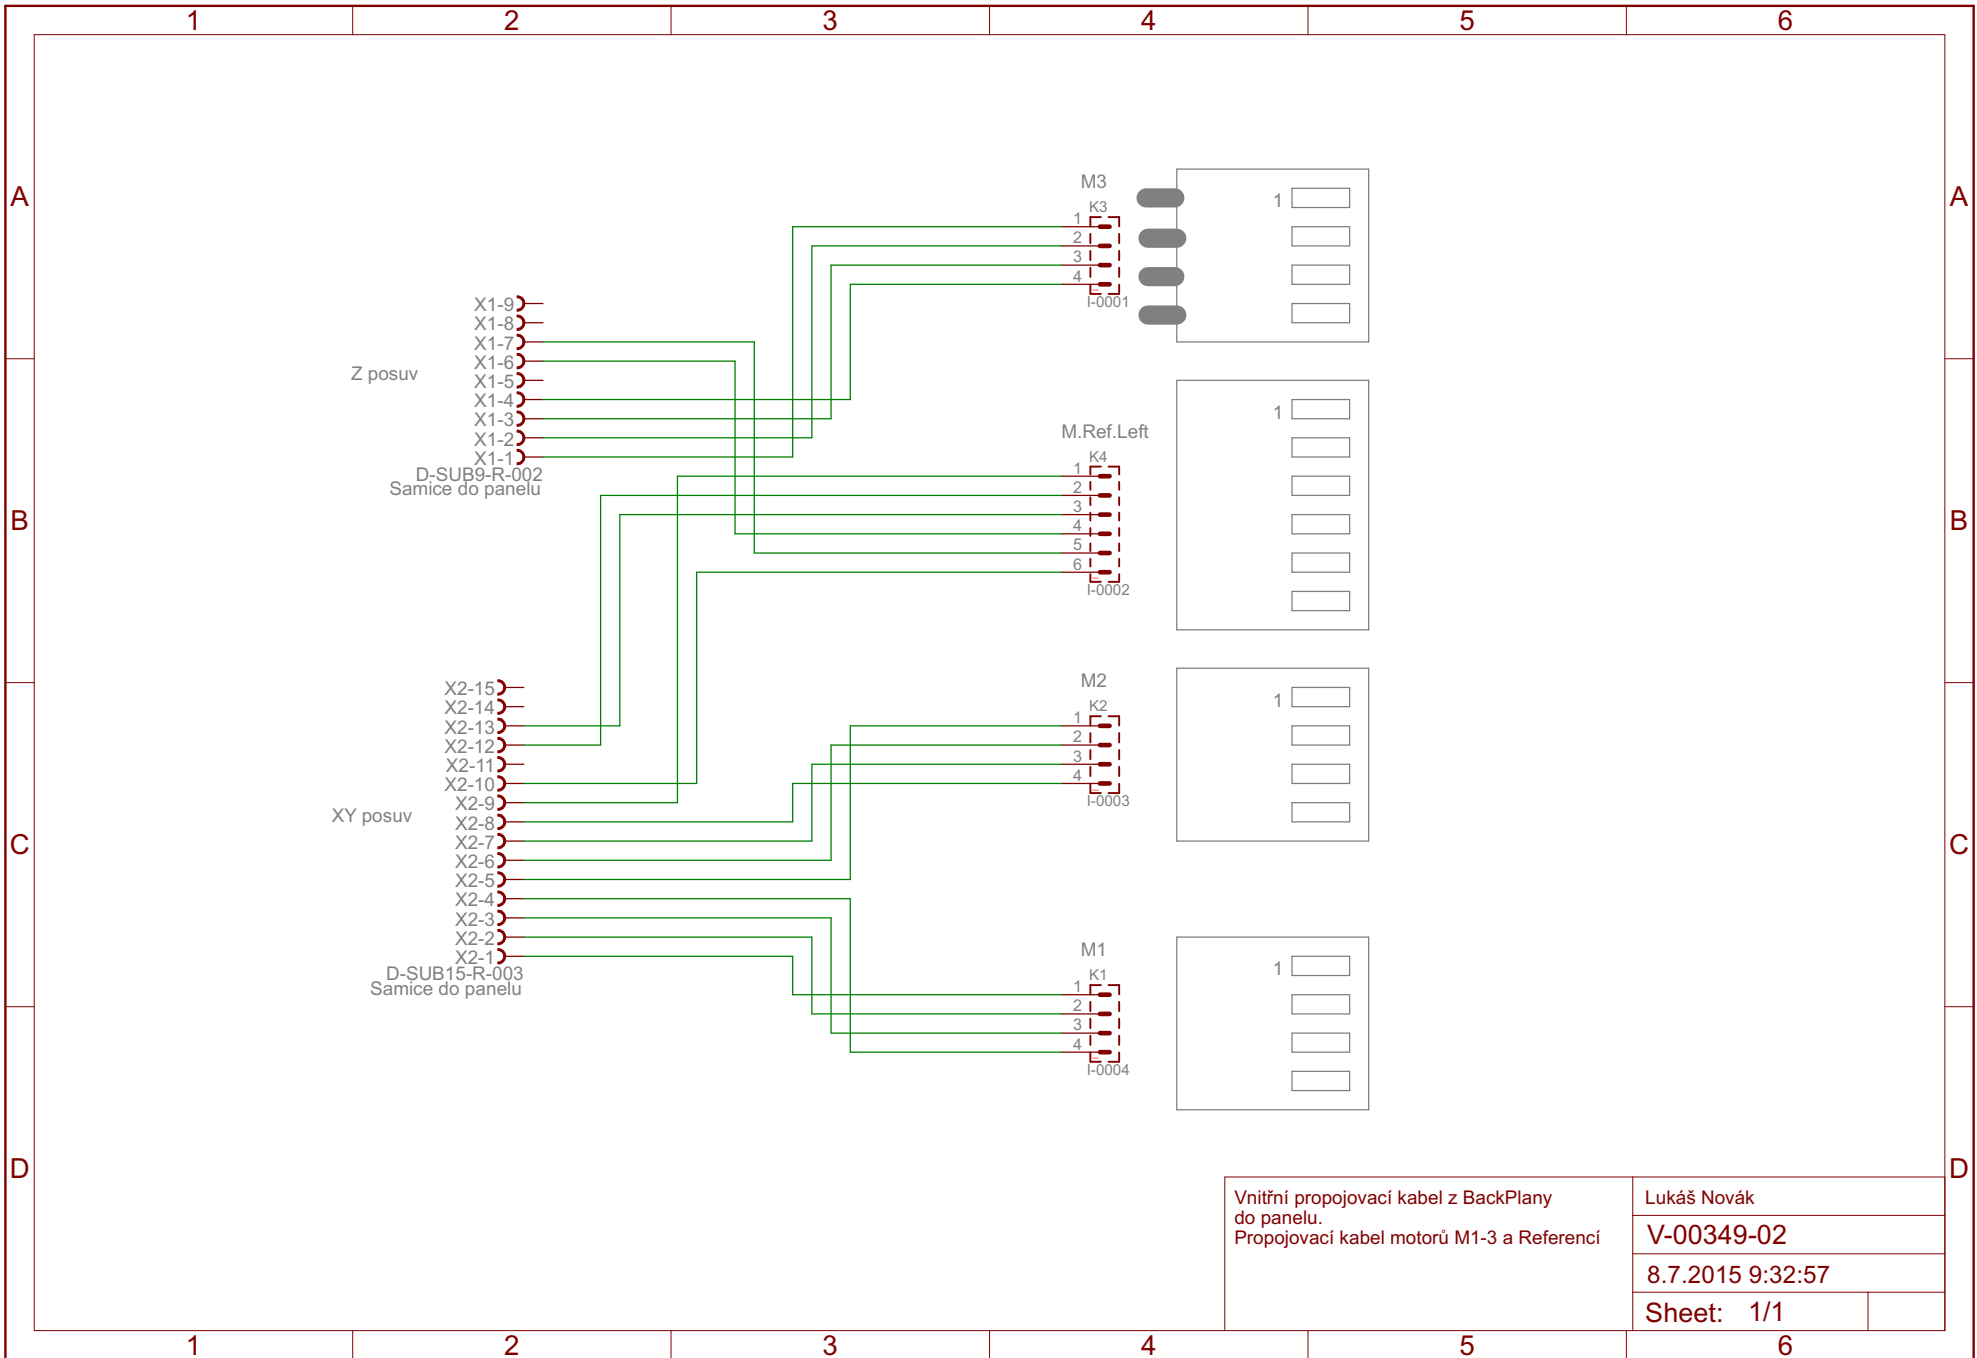 1 2 3 4 5 6
A A
M3
K3
1
1
2
3
4
I-0001
X1-9
X1-8
X1-7
X1-6
X1-5
X1-4
X1-3
X1-2
X1-1
Z posuv
D-SUB9-R-002
Samice do panelu
B B
M.Ref.Left
K4
1
1
2
3
4
5
6
I-0002
X2-15
X2-14
X2-13
X2-12
X2-11
X2-10
X2-9
X2-8
X2-7
X2-6
X2-5
X2-4
X2-3
X2-2
X2-1
XY posuv
D-SUB15-R-003
Samice do panelu
C C
M2
K2
1
1
2
3
4
I-0003
M1
K1
1
1
2
3
4
I-0004
D D
Vnitřní propojovací kabel z BackPlany
do panelu.
Propojovací kabel motorů M1-3 a Referencí
Lukáš Novák
V-00349-02
8.7.2015 9:32:57
Sheet: 1/1
1 2 3 4 5 6